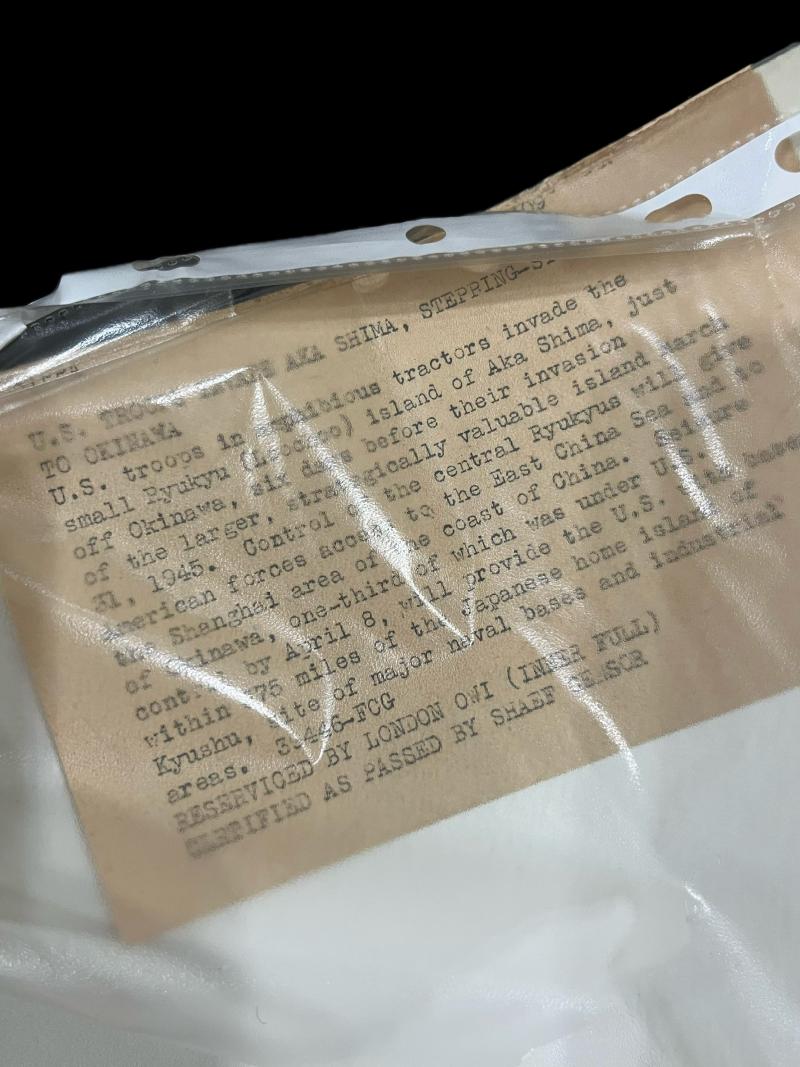 U.S. TROOPS INVADE AKA SHIMA, STEPPING-ST
TO OKINAWA
U.S. troops in amphibious tractors invade the
small Ryukyu (Loochoo) island of Aka Shima, just
off Okinawa, six days before their invasion
of the larger, strategically valuable island March
31, 1945. Control of the central Ryukyus will give
American forces access to the East China Sea and to
the Shanghai area of the coast of China. Seizure
of Okinawa, one-third of which was under U.S.
control by April 8, will provide the U.S. with bases
within 375 miles of the Japanese home island of
Kyushu, site of major naval bases and industrial
areas. -FCG
RESERVICED BY LONDON OWI (INNER FULL)
CERTIFIED AS PASSED BY SHAEF CENSOR